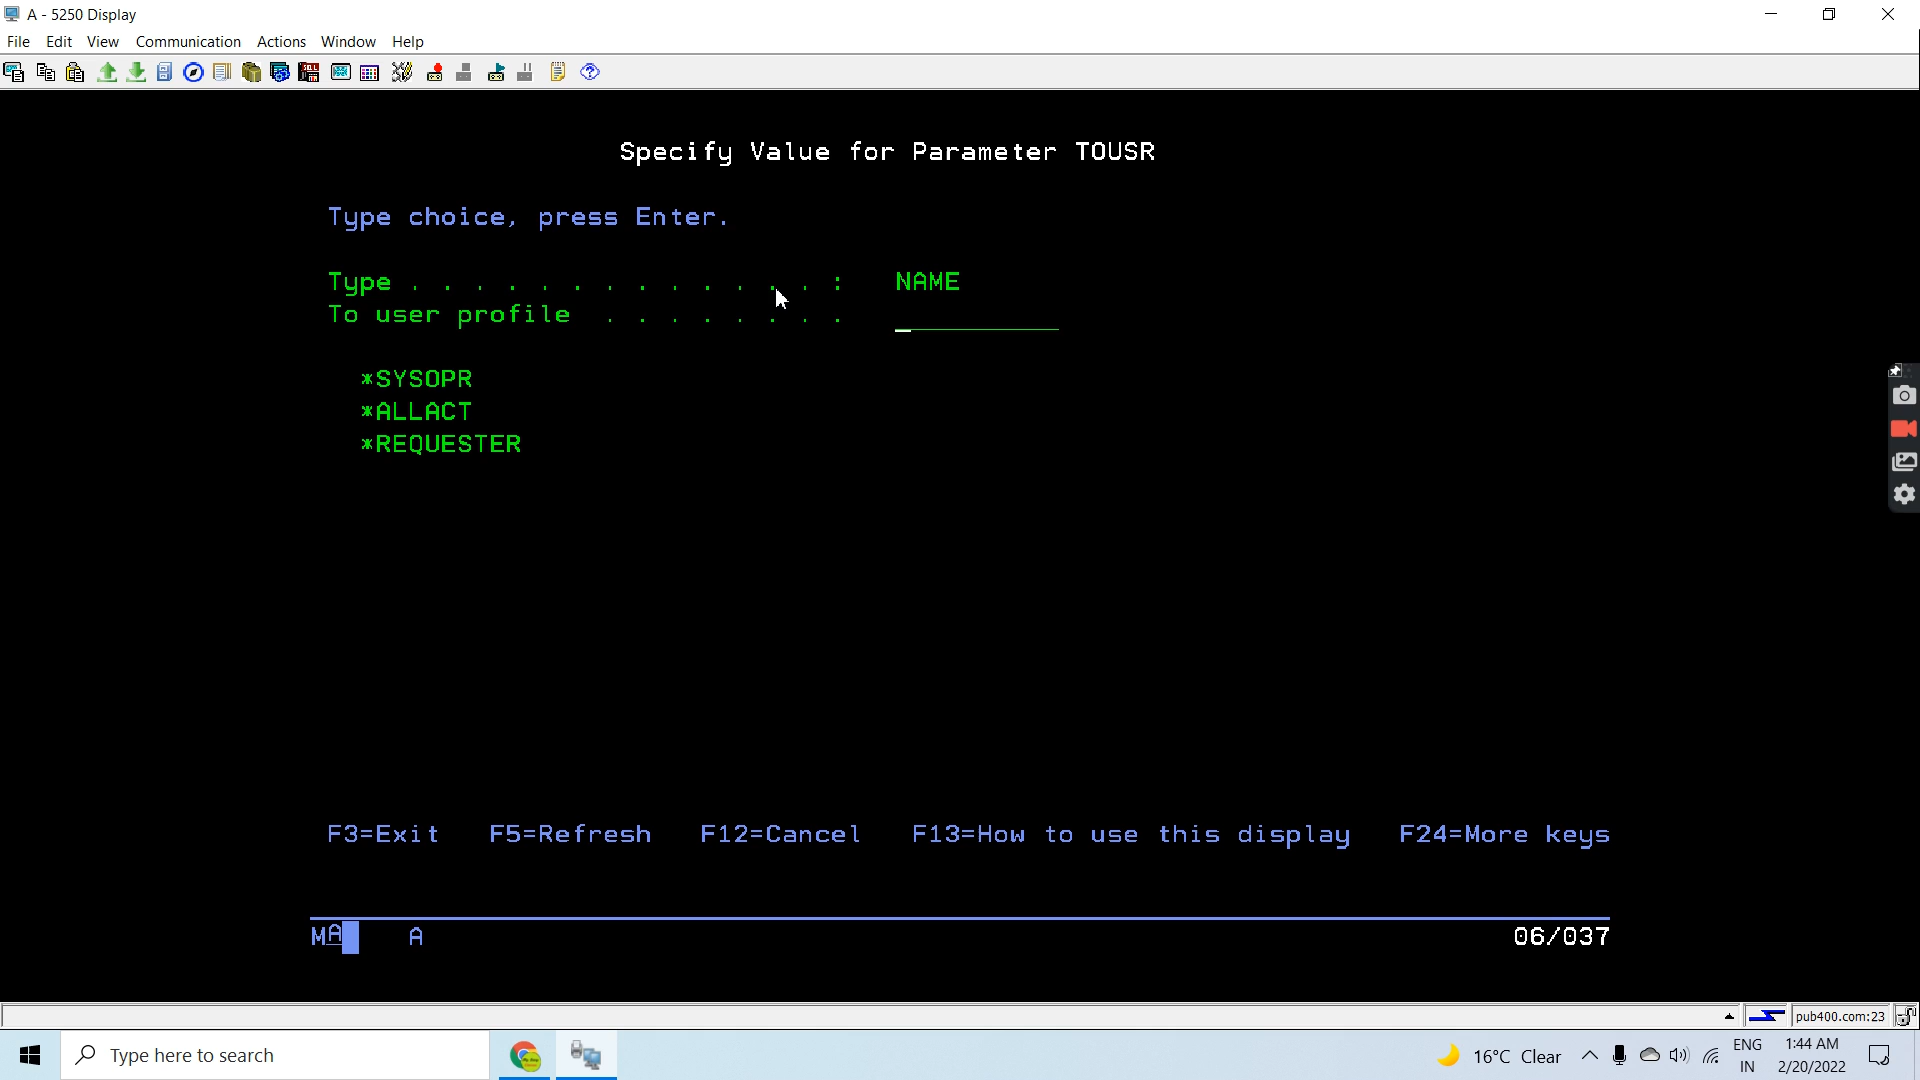 A - 5250 Display
File Edit View Communication Actions Window Help
Specify Value for Parameter TOUSR
Type choice, press Enter.
Type . . . . . . . . . . . . . : NAME
To user profile . . . . . . . .
*SYSOPR
*ALLACT
*REQUESTER
F3=Exit F5=Refresh F12=Cancel F13=How to use this display F24=More keys
MA A 06/037
pub400.com:23
Type here to search
16°C Clear
ENG
IN
1:44 AM
2/20/2022